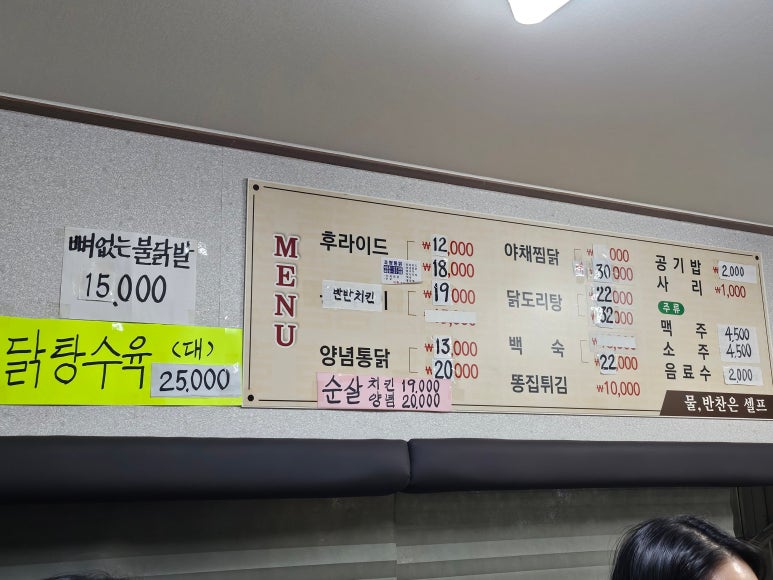 뼈없는불닭발
15,000
닭탕수육 (대)
25,000
MENU
후라이드
₩12,000
₩18,000
반반치킨
₩19,000
양념통닭
₩13,000
₩20,000
순살 치킨 19,000
양념 20,000
야채찜닭
₩30,000
닭도리탕
₩22,000
₩32,000
백숙
₩22,000
똥집튀김
₩10,000
공기밥
₩2,000
사리
₩1,000
주류
맥주
4,500
소주
4,500
음료수
2,000
물,반찬은 셀프